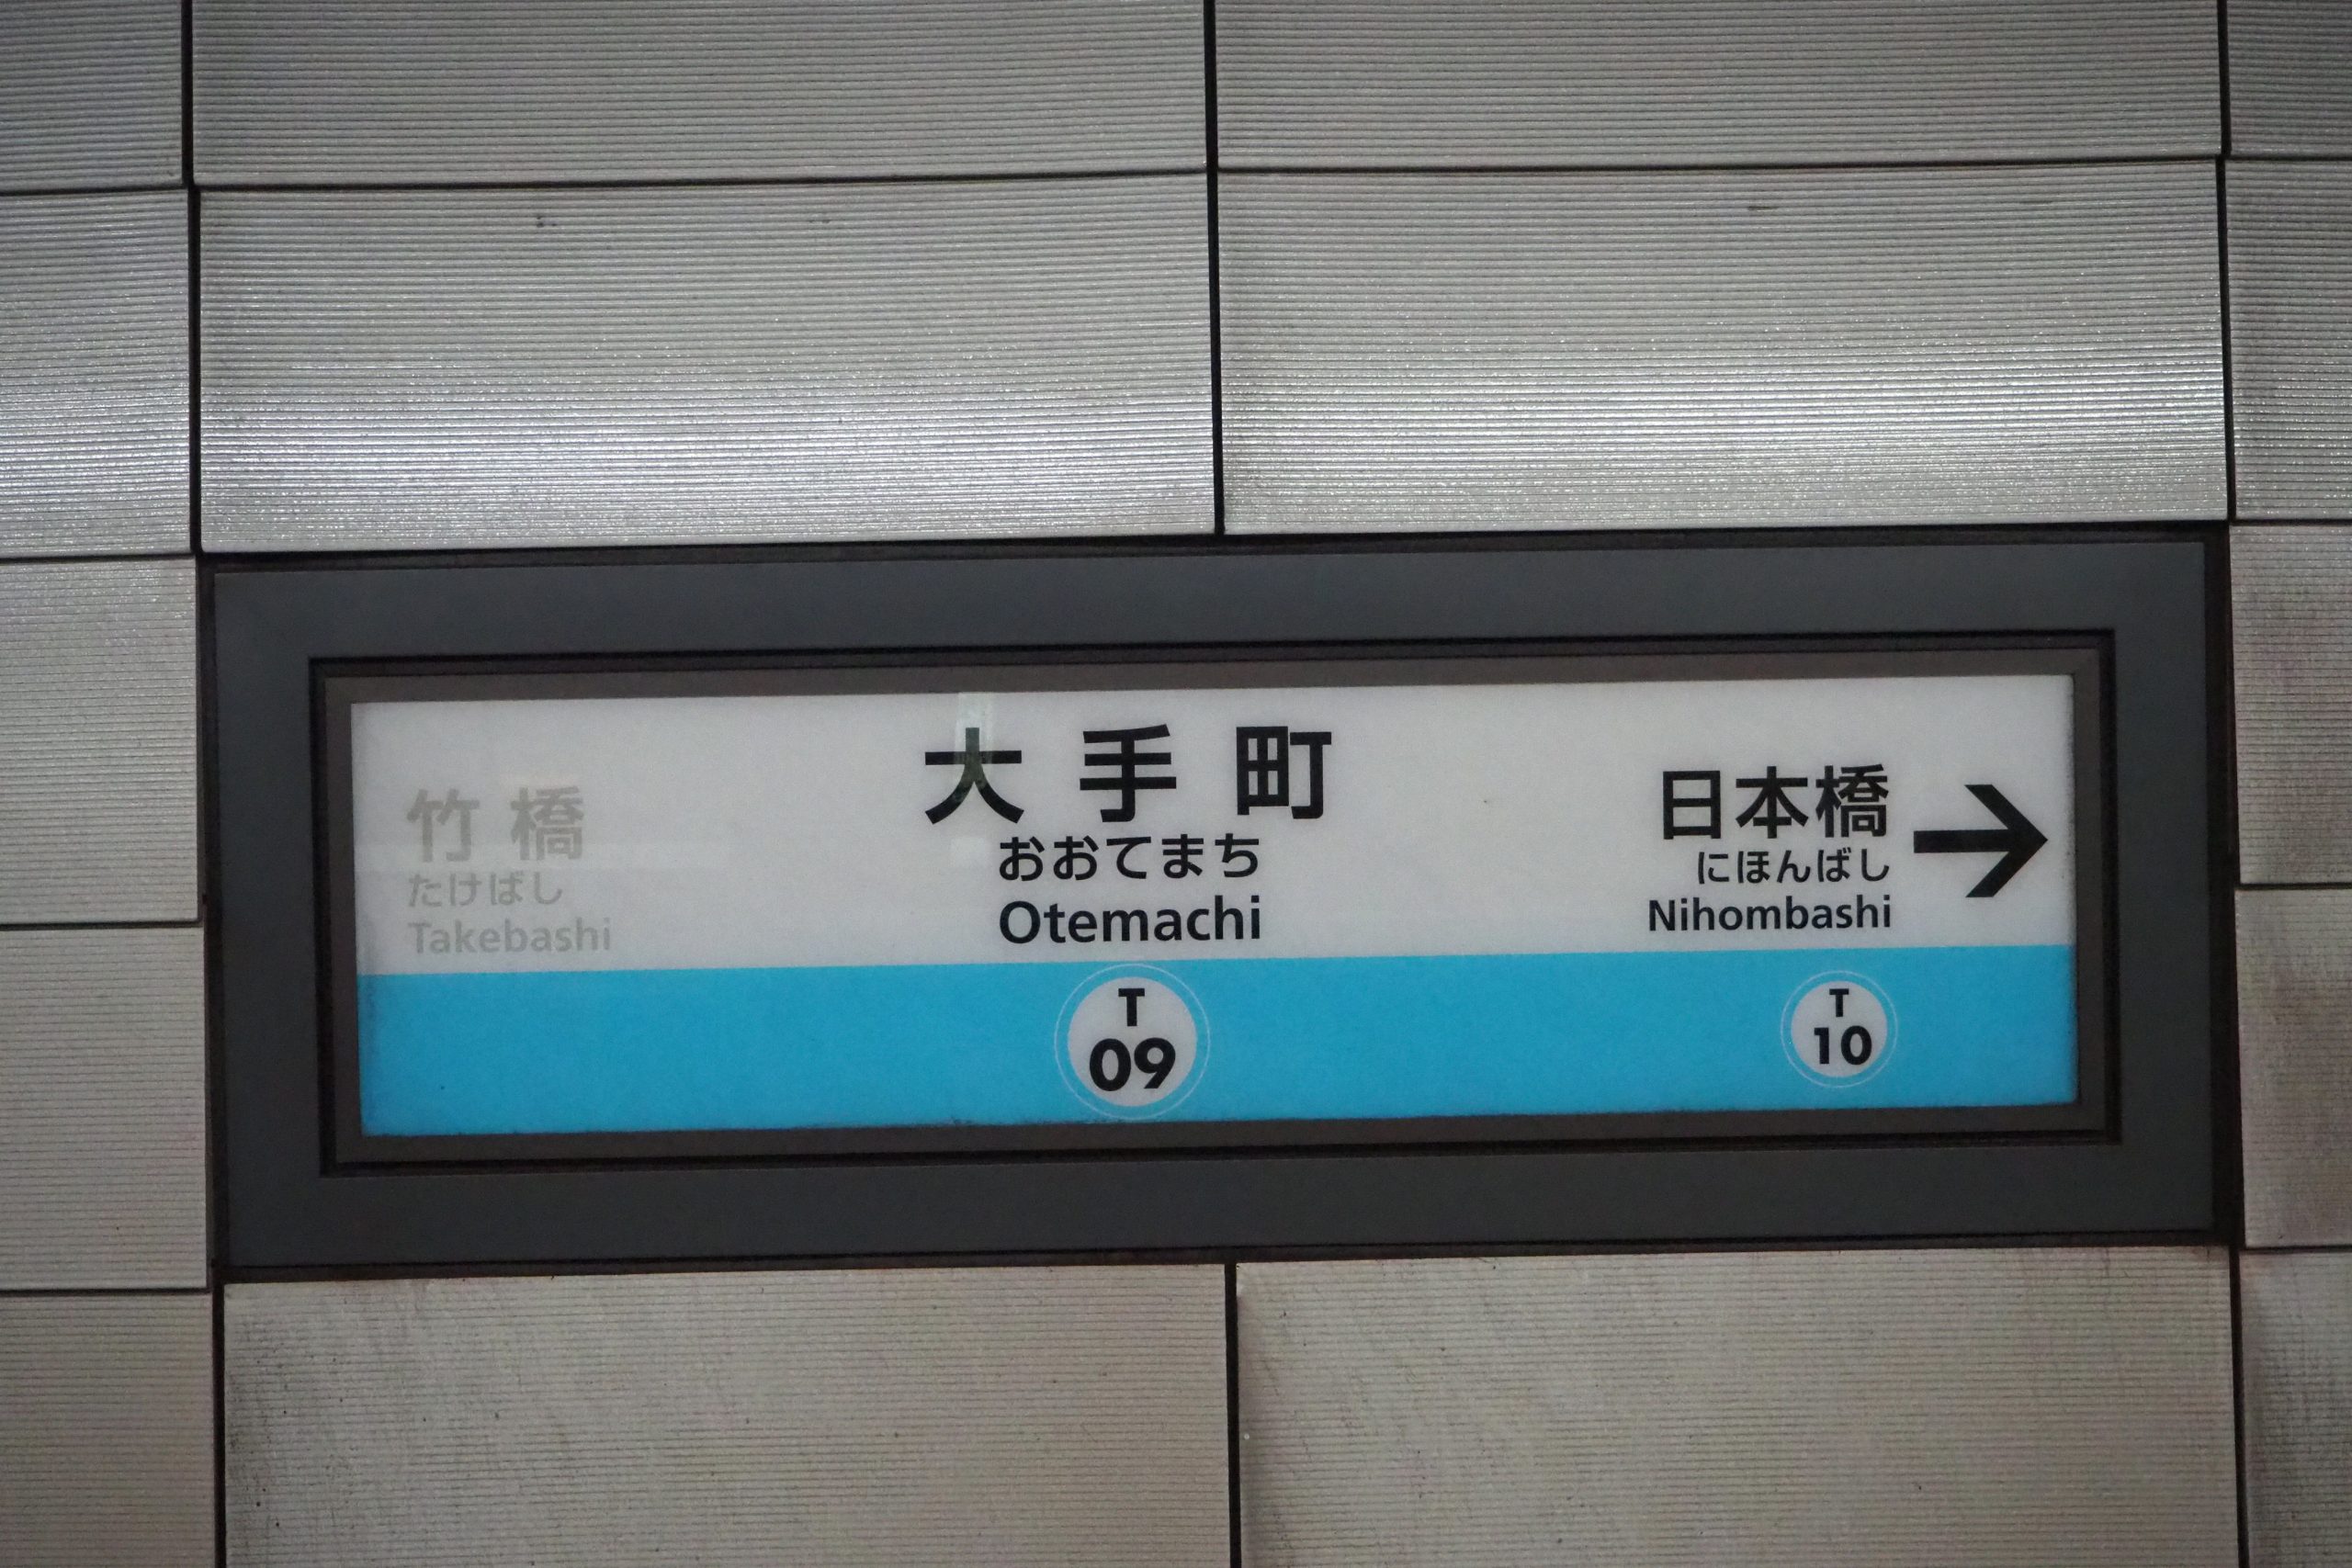 竹橋
たけばし
Takebashi
大手町
おおてまち
Otemachi
T
09
日本橋
にほんばし
Nihombashi
→
T
10